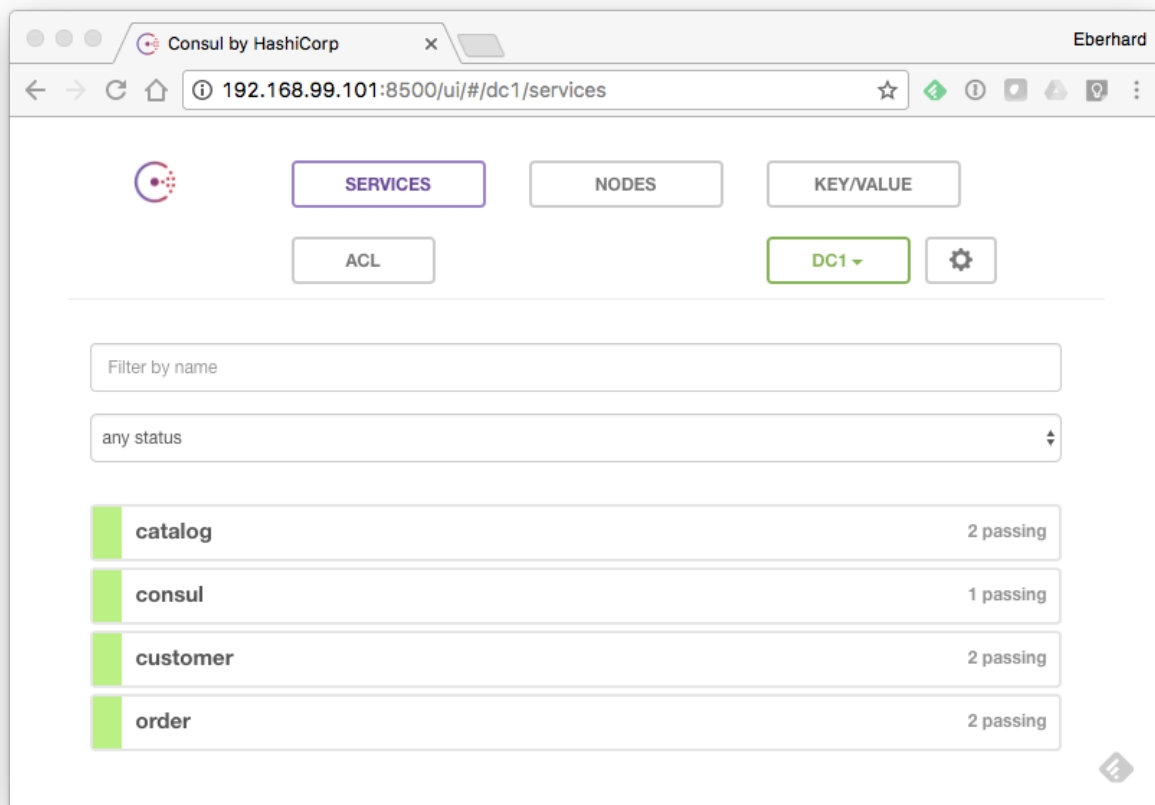 Consul by HashiCorp
Eberhard
192.168.99.101:8500/ui/#/dc1/services
SERVICES
NODES
KEY/VALUE
ACL
DC1
Filter by name
any status
catalog 2 passing
consul 1 passing
customer 2 passing
order 2 passing